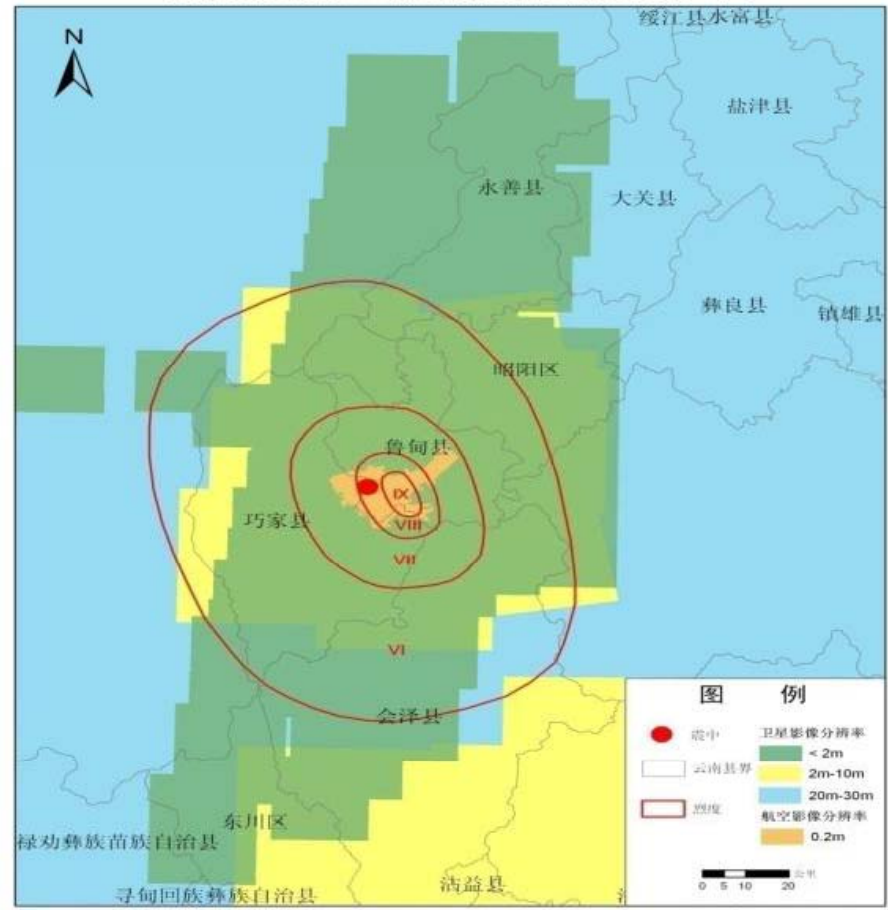 N
绥江县水富县
盐津县
永善县
大关县
彝良县
镇雄县
昭阳区
鲁甸县
IX
巧家县
VIII
VII
VI
会泽县
东川区
禄劝彝族苗族自治县
寻甸回族彝族自治县
沾益县
图 例
震中
云南县界
烈度
卫星影像分辨率
< 2m
2m-10m
20m-30m
航空影像分辨率
0.2m
0 5 10 20 公里